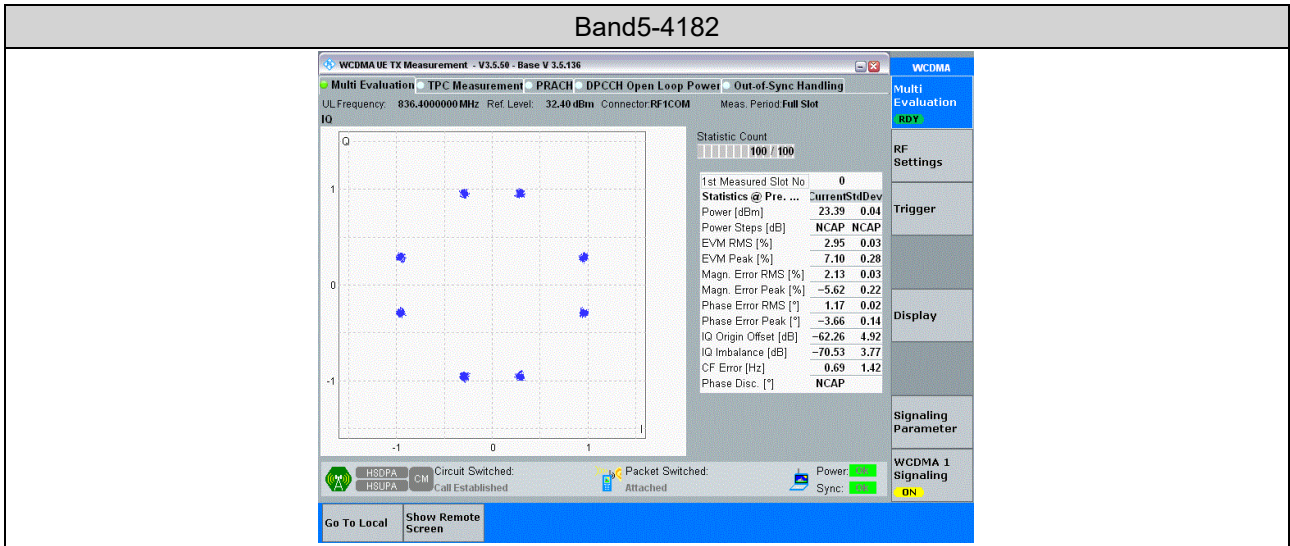 Band5-4182
WCDMA UE TX Measurement - V3.5.50 - Base V 3.5.136
WCDMA
Multi Evaluation TPC Measurement PRACH DPCCH Open Loop Power Out-of-Sync Handling
Multi
Evaluation
RDY
UL Frequency: 836.4000000 MHz Ref. Level: 32.40 dBm Connector:RF1COM Meas. Period:Full Slot
IQ
Q
1
0
-1
I
-1 0 1
Statistic Count
100 / 100
1st Measured Slot No 0
Statistics @ Pre. ... Current StdDev
Power [dBm] 23.39 0.04
Power Steps [dB] NCAP NCAP
EVM RMS [%] 2.95 0.03
EVM Peak [%] 7.10 0.28
Magn. Error RMS [%] 2.13 0.03
Magn. Error Peak [%] −5.62 0.22
Phase Error RMS [°] 1.17 0.02
Phase Error Peak [°] −3.66 0.14
IQ Origin Offset [dB] −62.26 4.92
IQ Imbalance [dB] −70.53 3.77
CF Error [Hz] 0.69 1.42
Phase Disc. [°] NCAP
RF
Settings
Trigger
Display
Signaling
Parameter
WCDMA 1
Signaling
ON
HSDPA
HSUPA
CM
Circuit Switched:
Call Established
Packet Switched:
Attached
Power:
Sync:
Go To Local
Show Remote
Screen